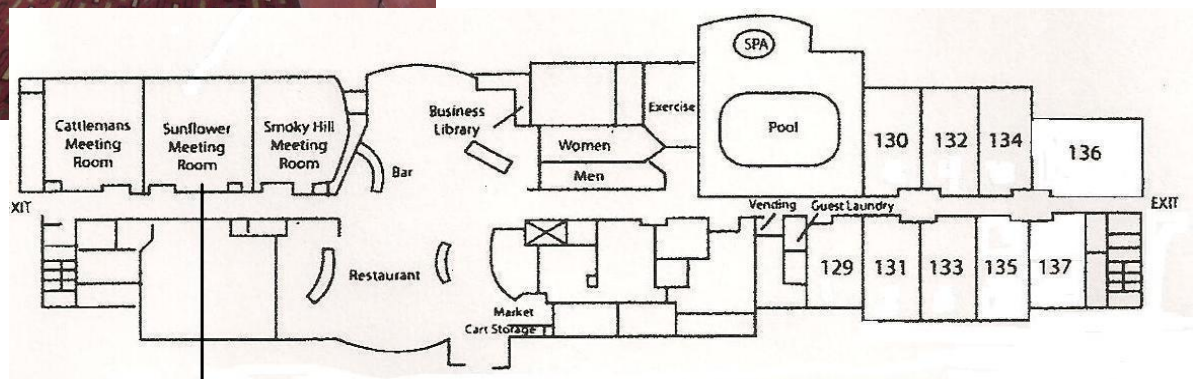 SPA
Cattlemans
Meeting
Room
Sunflower
Meeting
Room
Smoky Hill
Meeting
Room
Business
Library
Exercise
Pool
Women
Men
Bar
130
132
134
136
XIT
Vending
Guest Laundry
EXIT
Restaurant
129
131
133
135
137
Market
Cart Storage